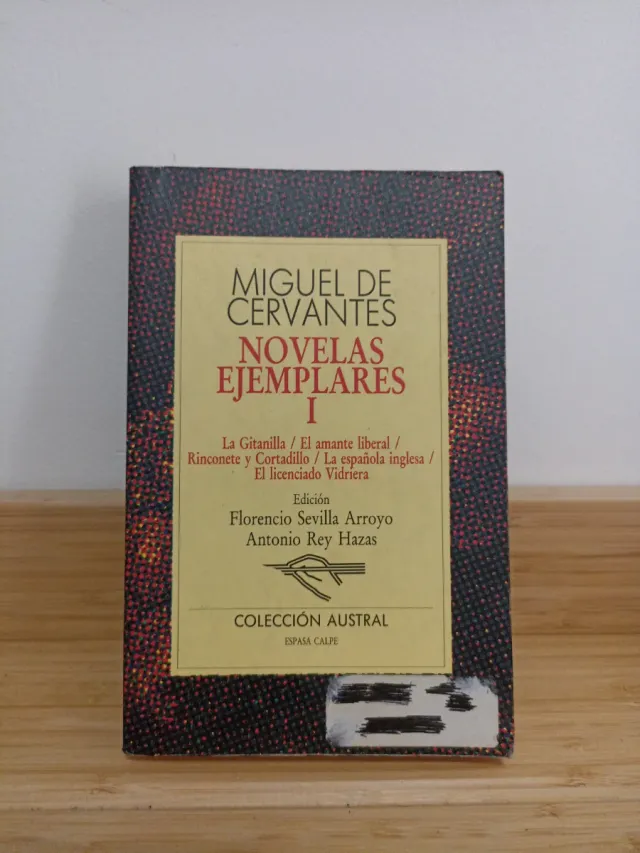 MIGUEL DE
CERVANTES
NOVELAS
EJEMPLARES
I
La Gitanilla / El amante liberal /
Rinconete y Cortadillo / La española inglesa /
El licenciado Vidriera
Edición
Florencio Sevilla Arroyo
Antonio Rey Hazas
COLECCIÓN AUSTRAL
ESPASA CALPE